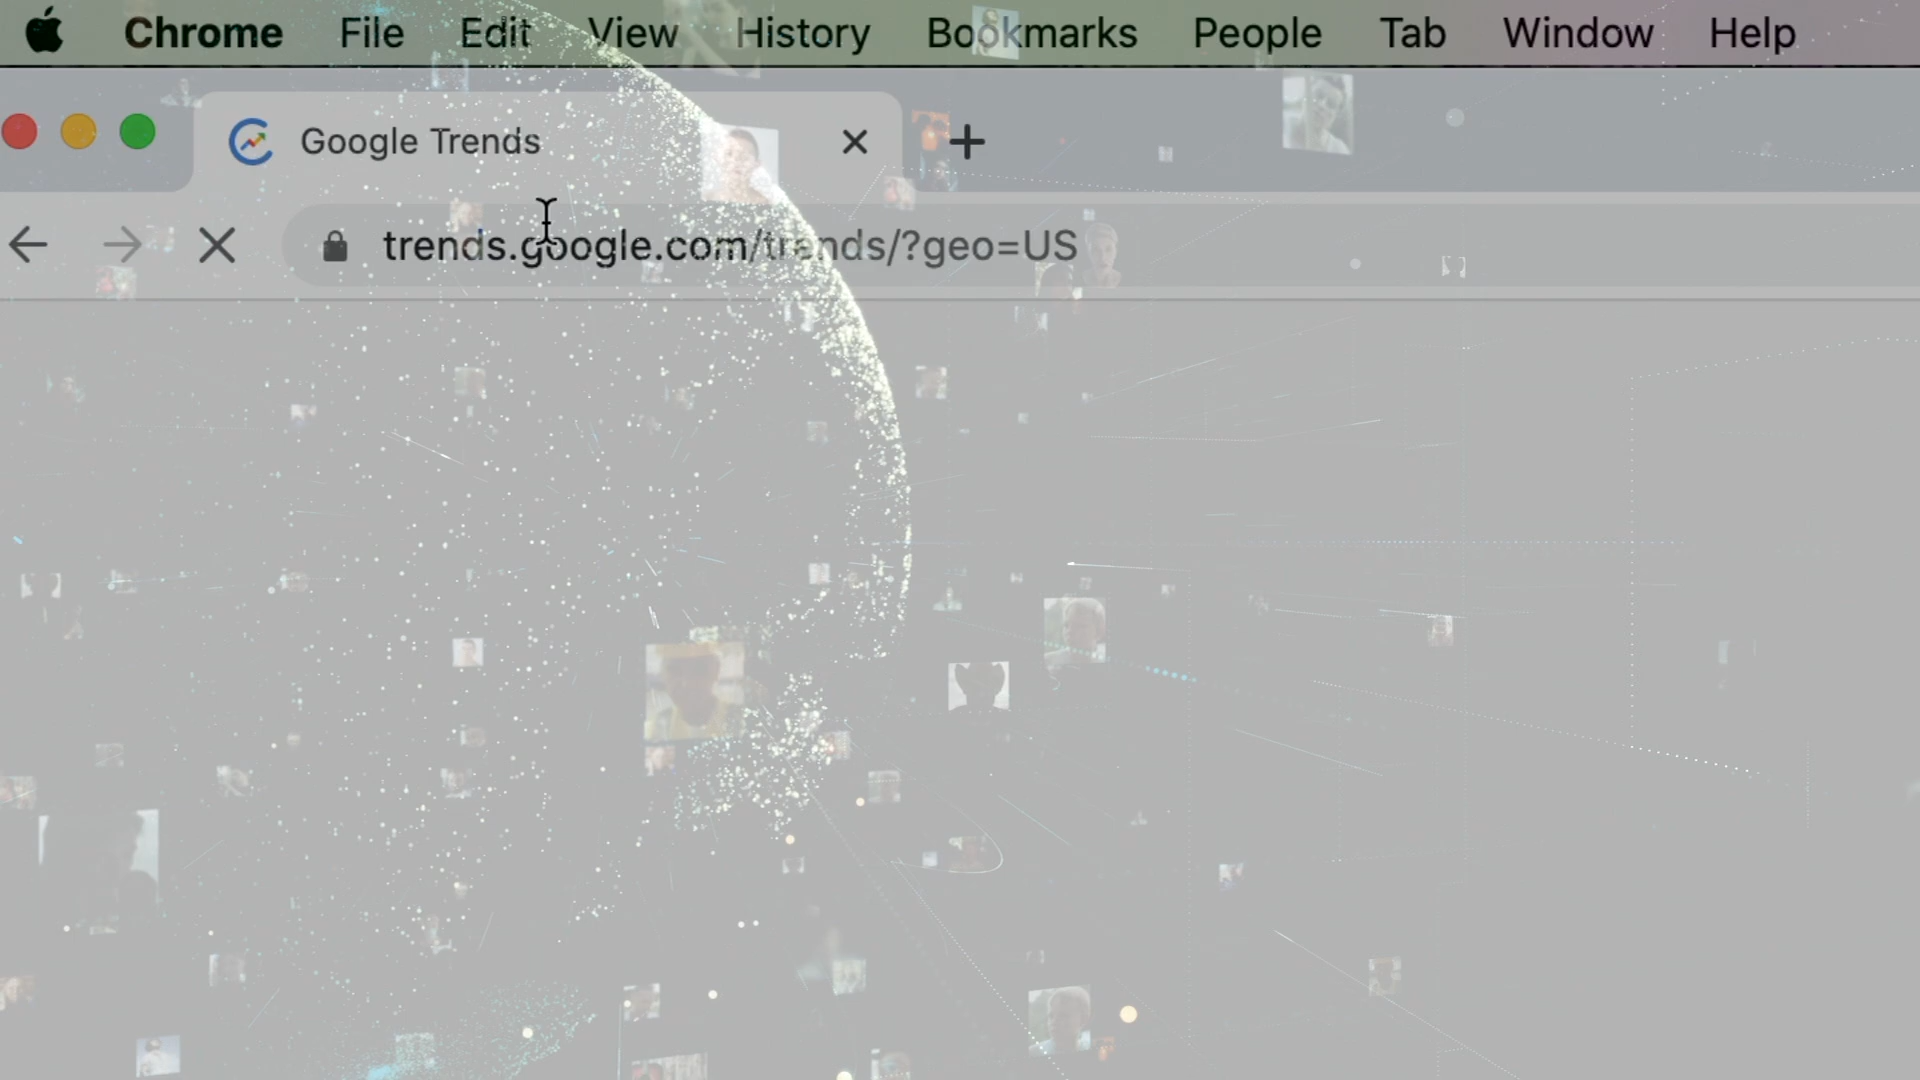 Chrome File Edit View History Bookmarks People Tab Window Help
Google Trends
trends.google.com/trends/?geo=US